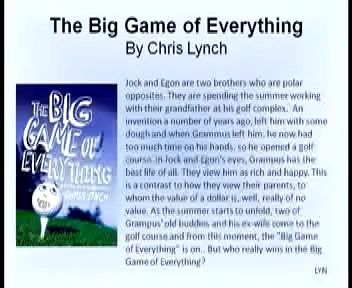 The Big Game of Everything
By Chris Lynch
Jock and Egon are two brothers who are polar
opposites. They are spending the summer working
with their grandfather at his golf complex. An
invention a number of years ago, left him with some
dough and when Grammus left him, he now had
too much time on his hands, so he opened a golf
course. In Jock and Egon's eyes, Grampus has the
best life of all. They view him as rich and happy. This
is a contrast to how they view their parents, to
whom the value of a dollar is, well, really of no
value. As the summer starts to unfold, two of
Grampus' old buddies and his ex-wife come to the
golf course and from this moment, the "Big Game
of Everything" is on.. But who really wins in the Big
Game of Everything?
LYN
THE BIG
GAME OF
EVERYTHING
CHRIS LYNCH